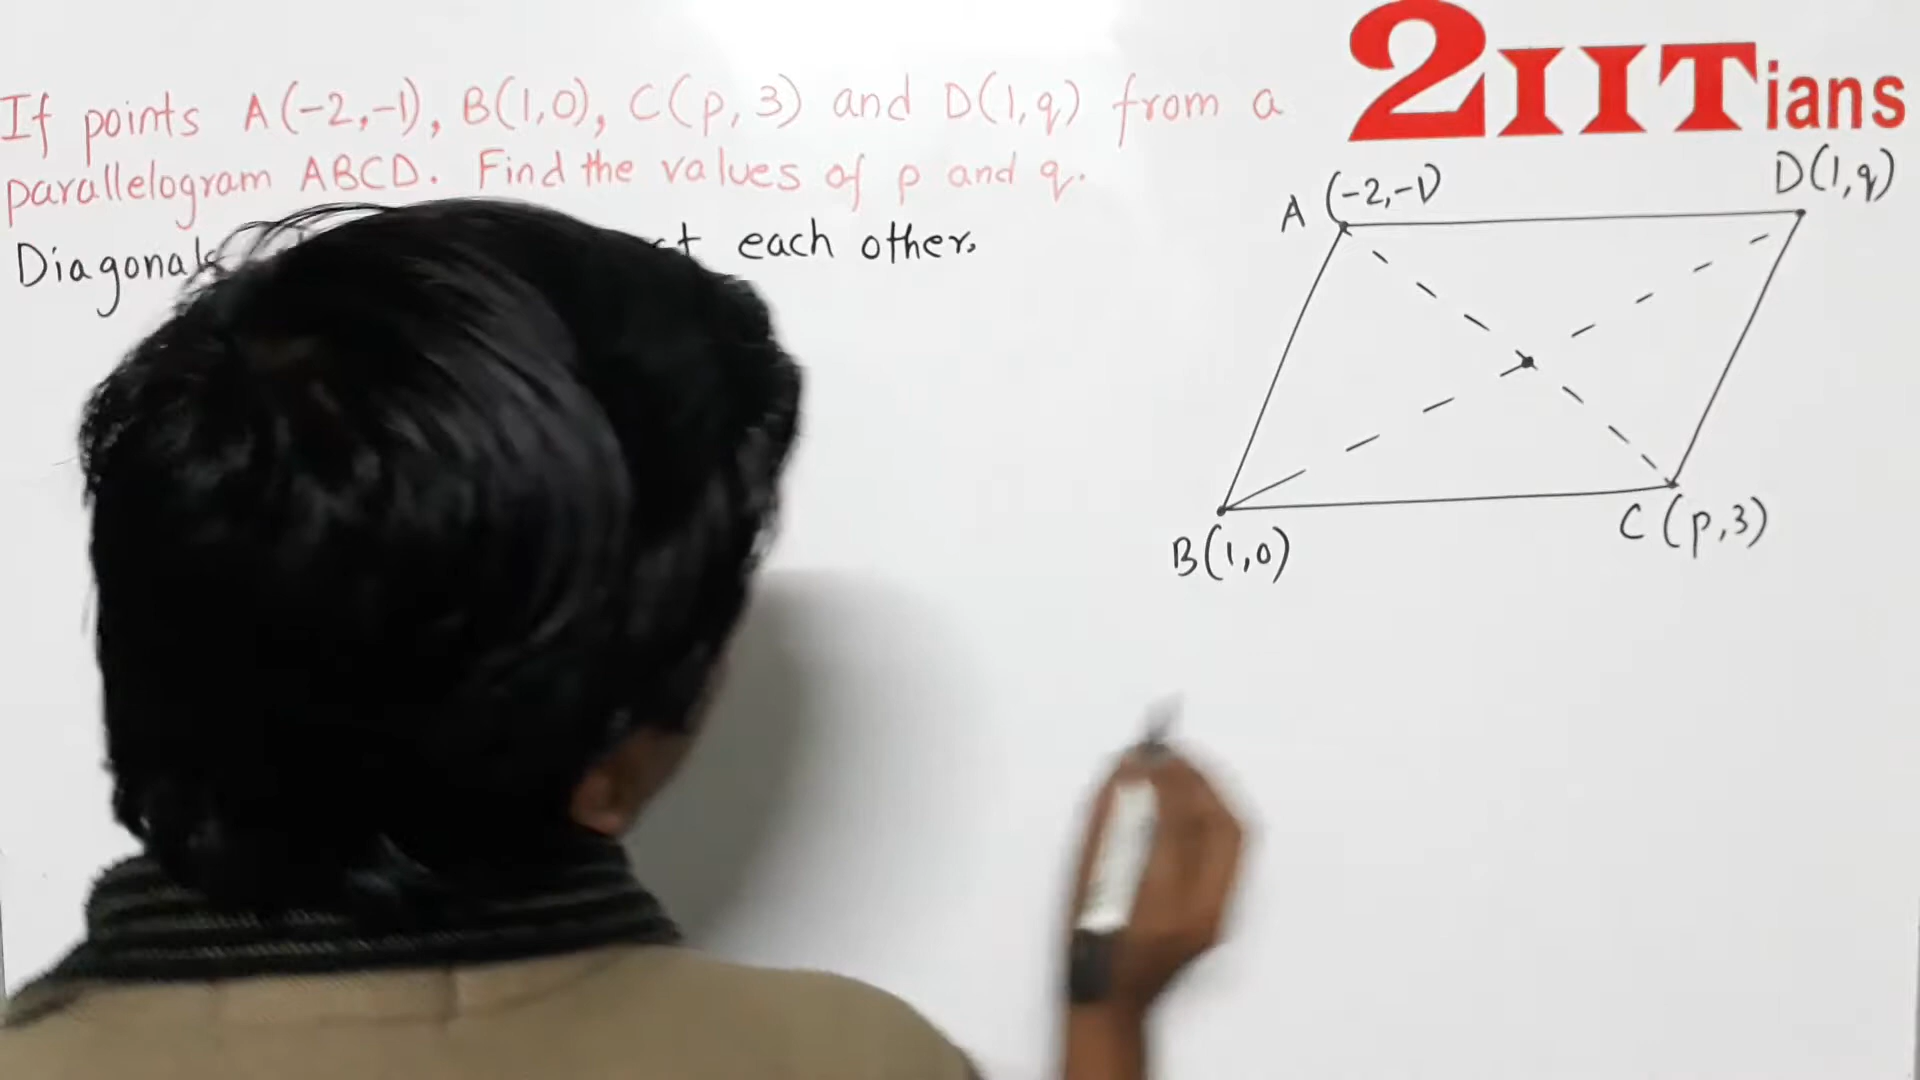 2IITians
If points A(-2,-1), B(1,0), C(p,3) and D(1,q) from a
parallelogram ABCD. Find the values of p and q.
Diagonals each other.
A (-2,-1)
D(1,q)
B(1,0)
C(p,3)